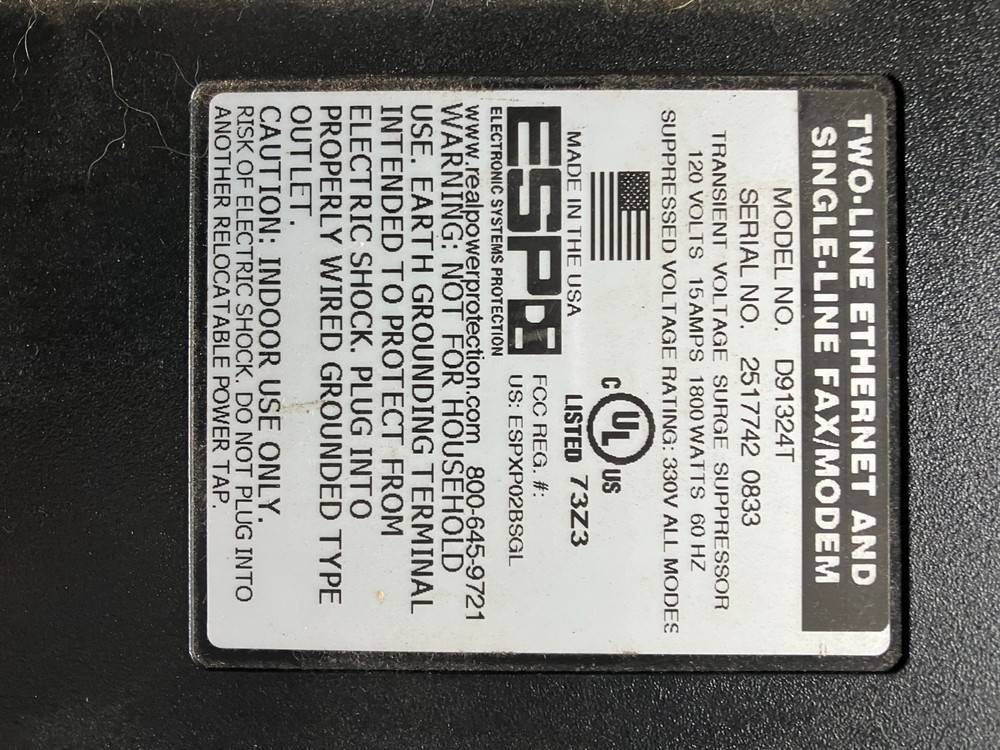 TWO-LINE ETHERNET AND
SINGLE-LINE FAX/MODEM
MODEL NO. D91324T
SERIAL NO. 2517742 0833
TRANSIENT VOLTAGE SURGE SUPPRESSOR
120 VOLTS 15AMPS 1800WATTS 60 HZ
SUPPRESSED VOLTAGE RATING: 330V ALL MODES
MADE IN THE USA
C UL US
LISTED 73Z3
ESP
ELECTRONIC SYSTEMS PROTECTION
FCC REG. #:
US: ESPXP02BSGL
www.realpowerprotection.com 800-645-9721
WARNING: NOT FOR HOUSEHOLD
USE. EARTH GROUNDING TERMINAL
INTENDED TO PROTECT FROM
ELECTRIC SHOCK. PLUG INTO
PROPERLY WIRED GROUNDED TYPE
OUTLET.
CAUTION: INDOOR USE ONLY.
RISK OF ELECTRIC SHOCK. DO NOT PLUG INTO
ANOTHER RELOCATABLE POWER TAP.